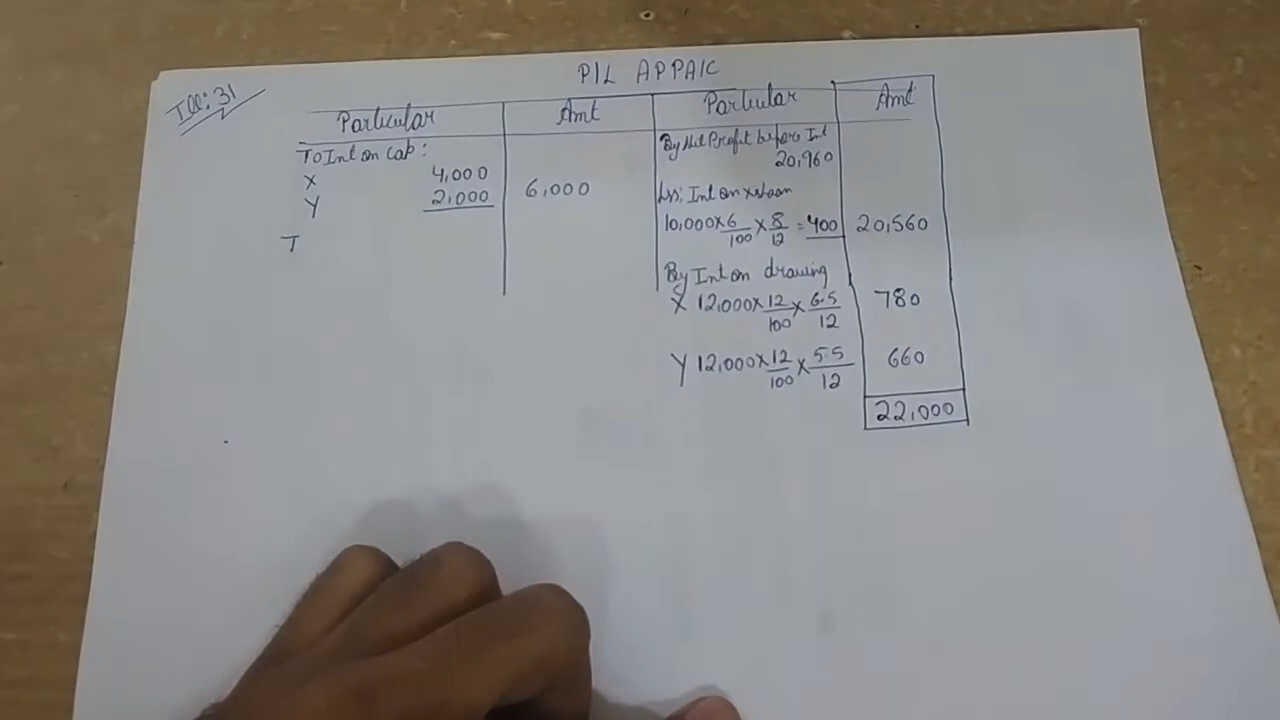 T.Q:31
P|L APPA|C
Particular Amt Particular Amt
To Int on cap:
X 4,000
Y 2,000 6,000
T
By Net Profit before Int
20,960
Less: Int on X's loan
10,000 × 6/100 × 8/12 = 400 20,560
By Int on drawing
X 12,000 × 12/100 × 6.5/12 780
Y 12,000 × 12/100 × 5.5/12 660
22,000